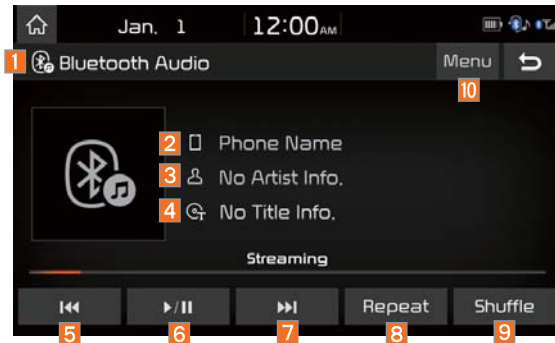 Jan. 1 12:00AM
1 Bluetooth Audio Menu
10
2 Phone Name
3 No Artist Info.
4 No Title Info.
Streaming
Repeat Shuffle
5 6 7 8 9